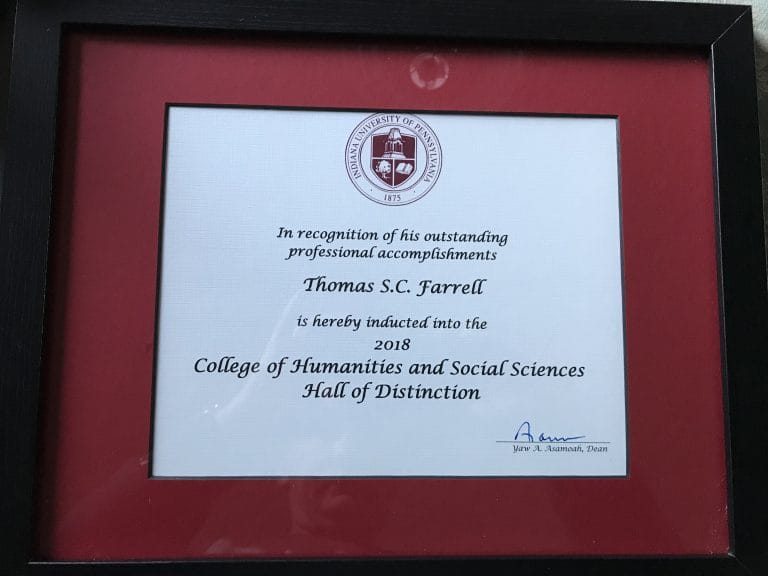 INDIANA UNIVERSITY OF PENNSYLVANIA
1875
In recognition of his outstanding
professional accomplishments
Thomas S.C. Farrell
is hereby inducted into the
2018
College of Humanities and Social Sciences
Hall of Distinction
Yaw A. Asamoah, Dean